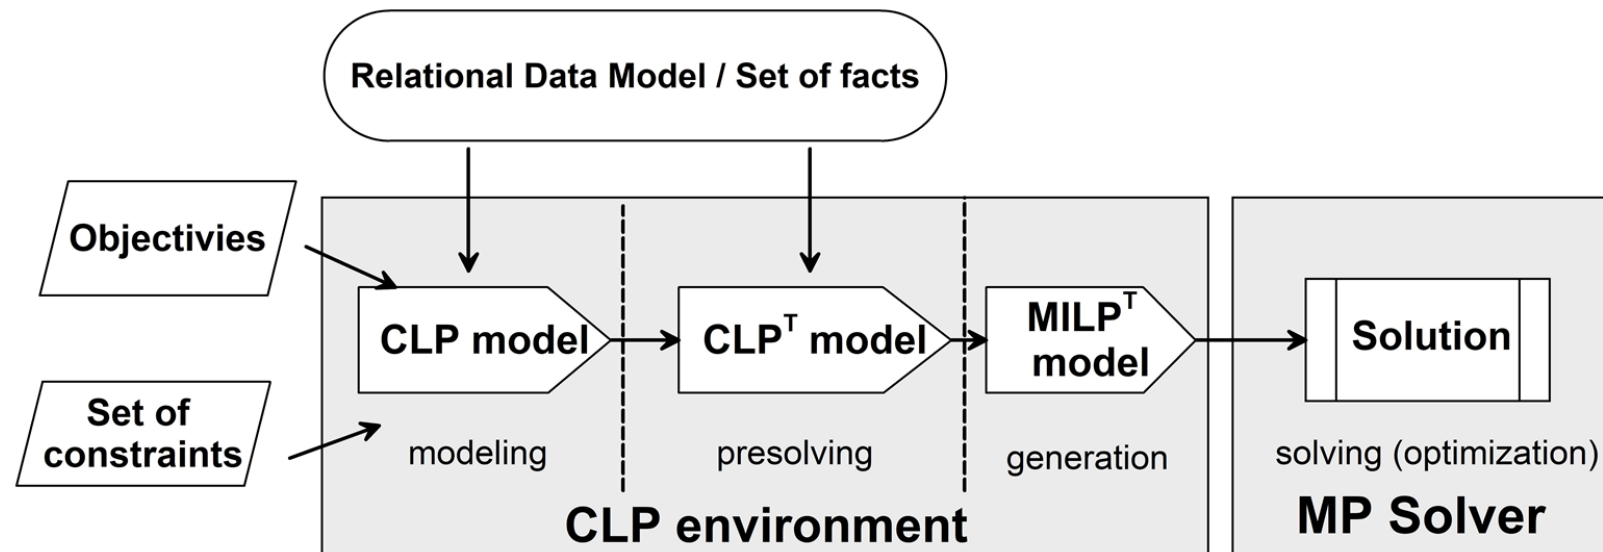 Relational Data Model / Set of facts
Objectivies
Set of
constraints
CLP model
CLPᵀ model
MILPᵀ
model
Solution
modeling
presolving
generation
solving (optimization)
CLP environment
MP Solver